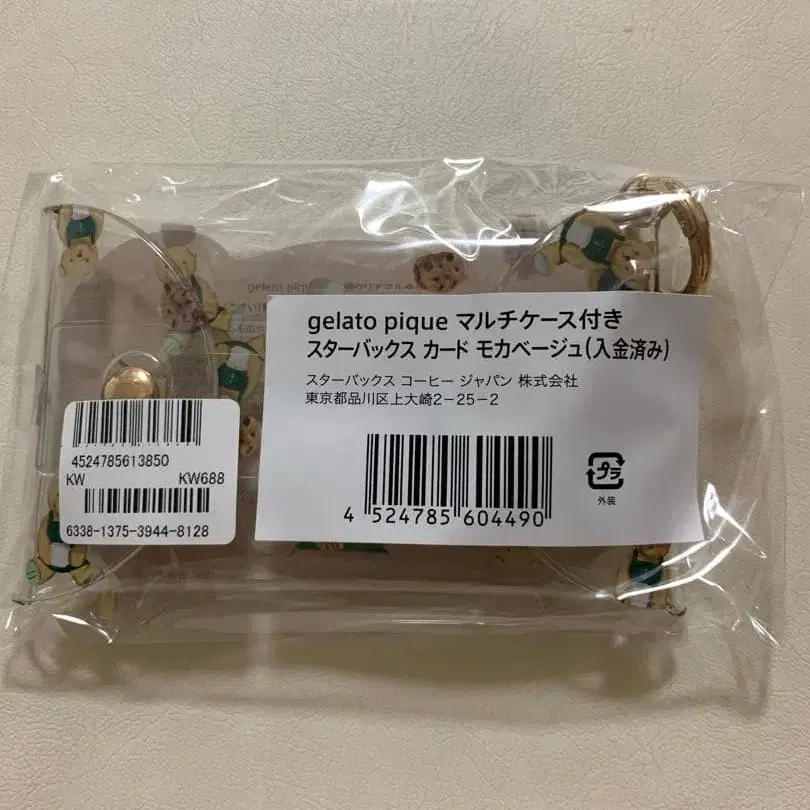 gelato pique
gelato pique マルチケース付き
スターバックス カード モカベージュ(入金済み)
スターバックス コーヒー ジャパン 株式会社
東京都品川区上大崎2-25-2
4 524785 604490
プラ
外装
4524785613850
KW KW688
6338-1375-3944-8128